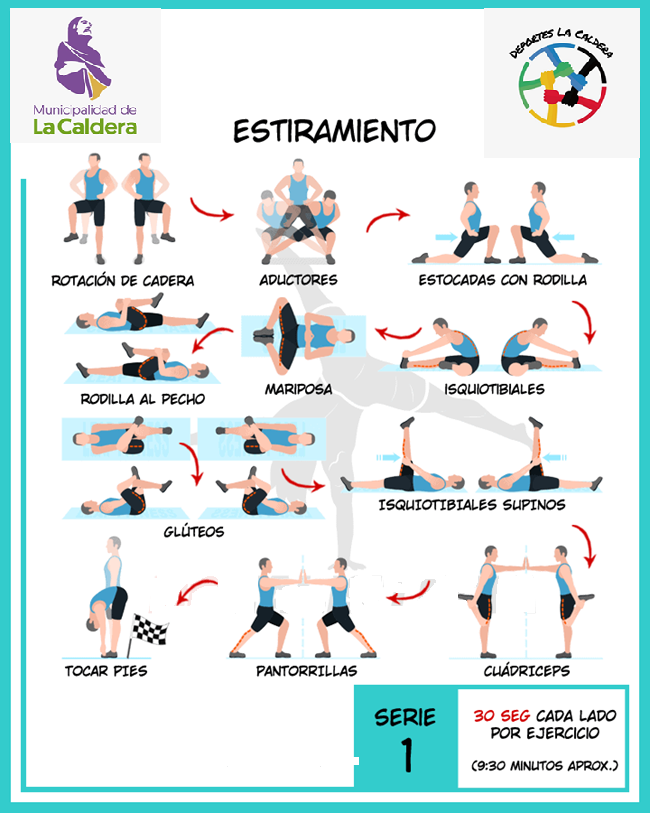 Municipalidad de
La Caldera
DEPORTES LA CALDERA
ESTIRAMIENTO
ROTACIÓN DE CADERA
ADUCTORES
ESTOCADAS CON RODILLA
RODILLA AL PECHO
MARIPOSA
ISQUIOTIBIALES
GLÚTEOS
ISQUIOTIBIALES SUPINOS
TOCAR PIES
PANTORRILLAS
CUÁDRICEPS
SERIE
1
30 SEG CADA LADO
POR EJERCICIO
(9:30 MINUTOS APROX.)